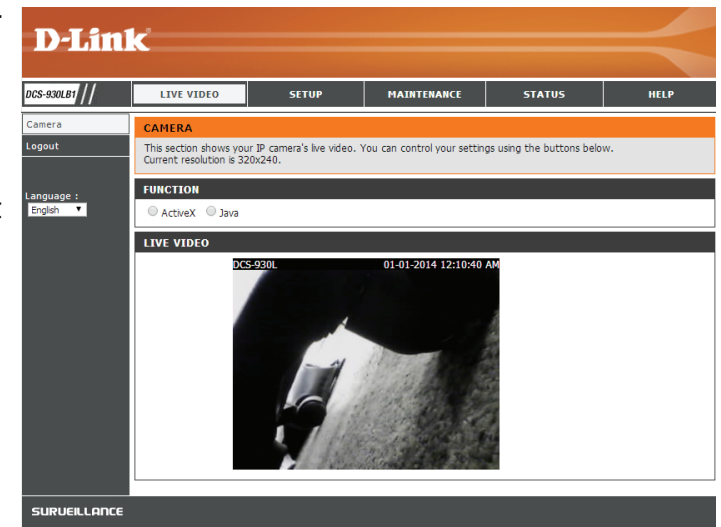 D-Link
DCS-930LB1 //
LIVE VIDEO
SETUP
MAINTENANCE
STATUS
HELP
Camera
Logout
Language :
English
CAMERA
This section shows your IP camera's live video. You can control your settings using the buttons below.
Current resolution is 320x240.
FUNCTION
ActiveX
Java
LIVE VIDEO
DCS-930L 01-01-2014 12:10:40 AM
SURVEILLANCE